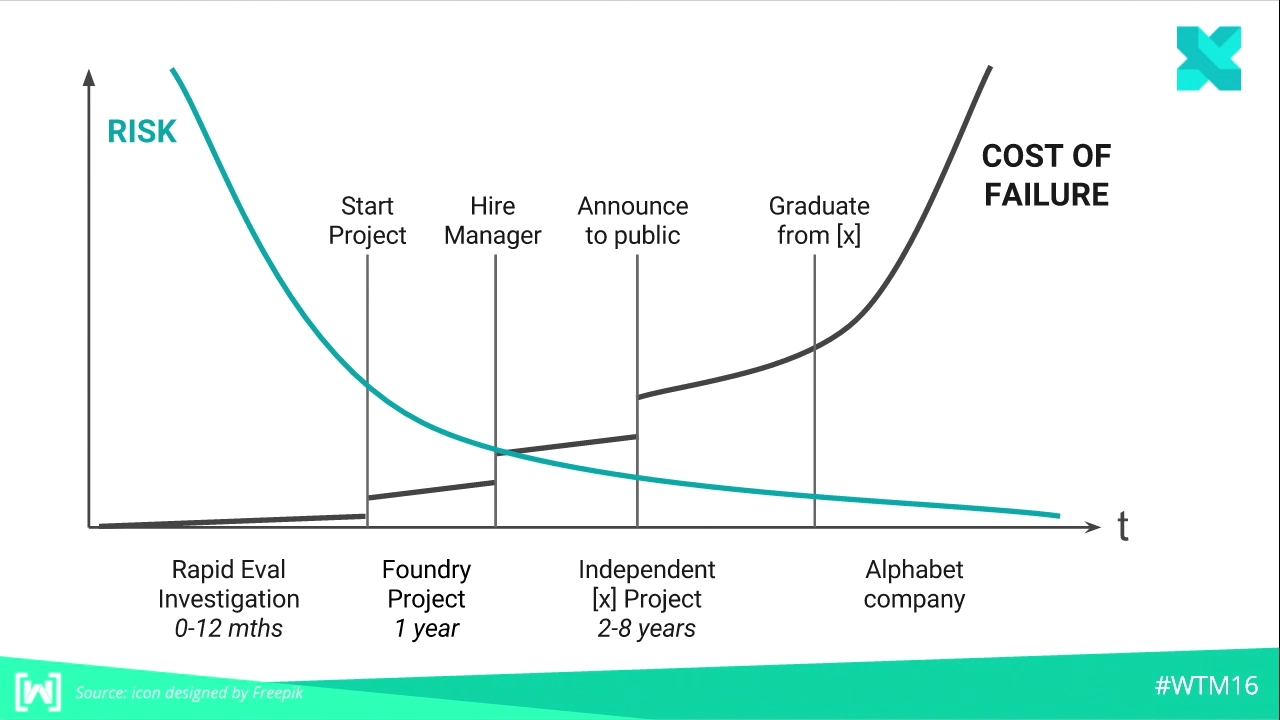 RISK
COST OF
FAILURE
Start
Project
Hire
Manager
Announce
to public
Graduate
from [x]
t
Rapid Eval
Investigation
0-12 mths
Foundry
Project
1 year
Independent
[x] Project
2-8 years
Alphabet
company
[W]
Source: icon designed by Freepik
#WTM16